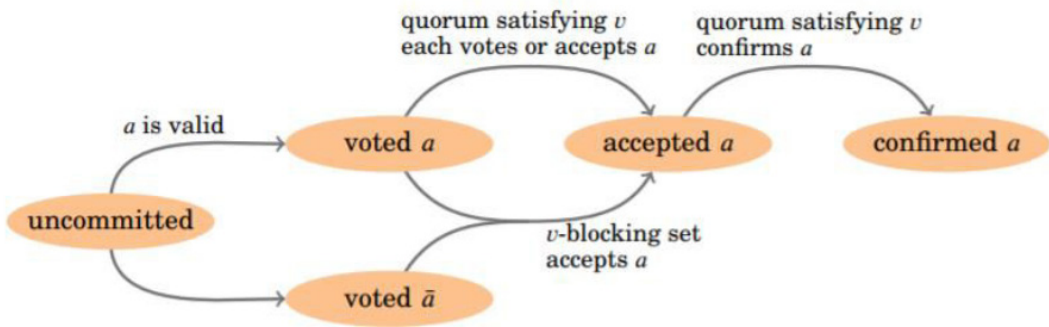 quorum satisfying v
each votes or accepts a
quorum satisfying v
confirms a
a is valid
voted a
accepted a
confirmed a
uncommitted
v-blocking set
accepts a
voted ā